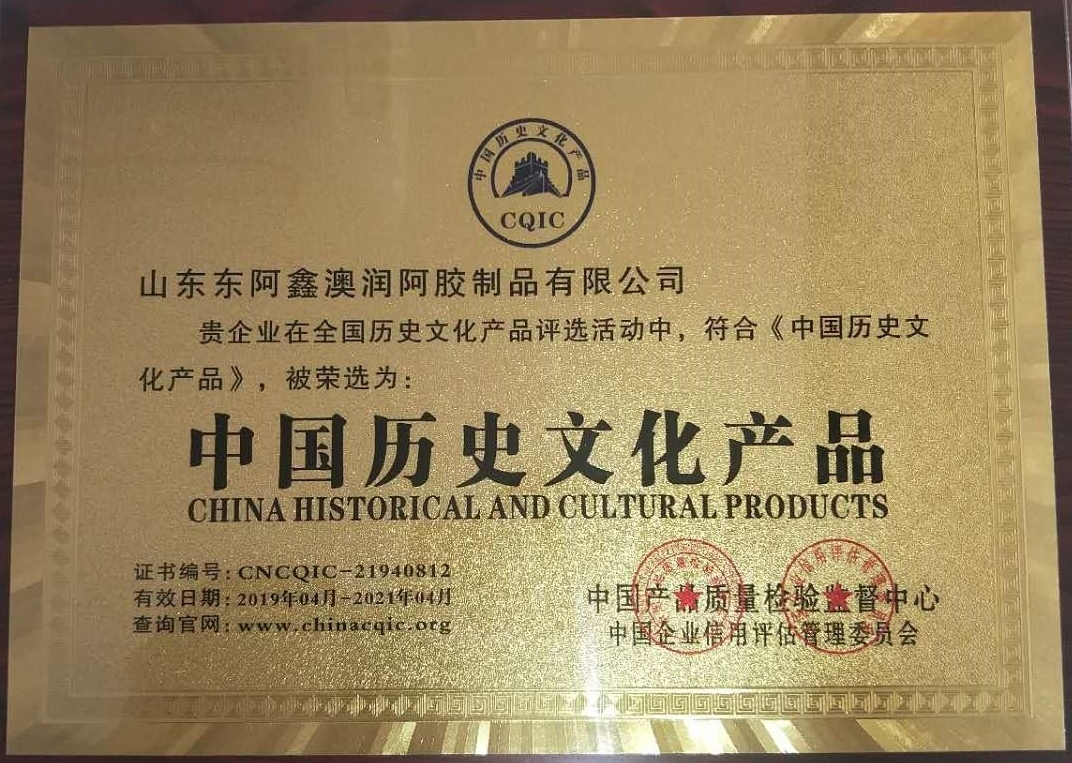 中国历史文化产品
CQIC
山东东阿鑫澳润阿胶制品有限公司
贵企业在全国历史文化产品评选活动中，符合《中国历史文
化产品》，被荣选为：
中国历史文化产品
CHINA HISTORICAL AND CULTURAL PRODUCTS
证书编号：CNCQIC-21940812
有效日期：2019年04月-2021年04月
查询官网：www.chinacqic.org
中国产品质量检验监督中心
中国企业信用评估管理委员会